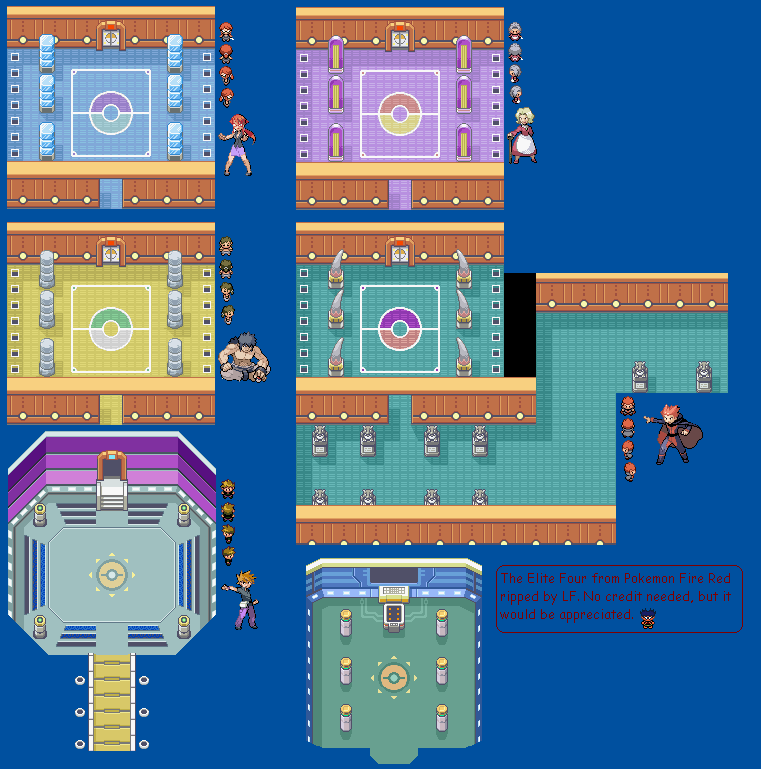 The Elite Four from Pokemon Fire Red
ripped by LF. No credit needed, but it
would be appreciated.